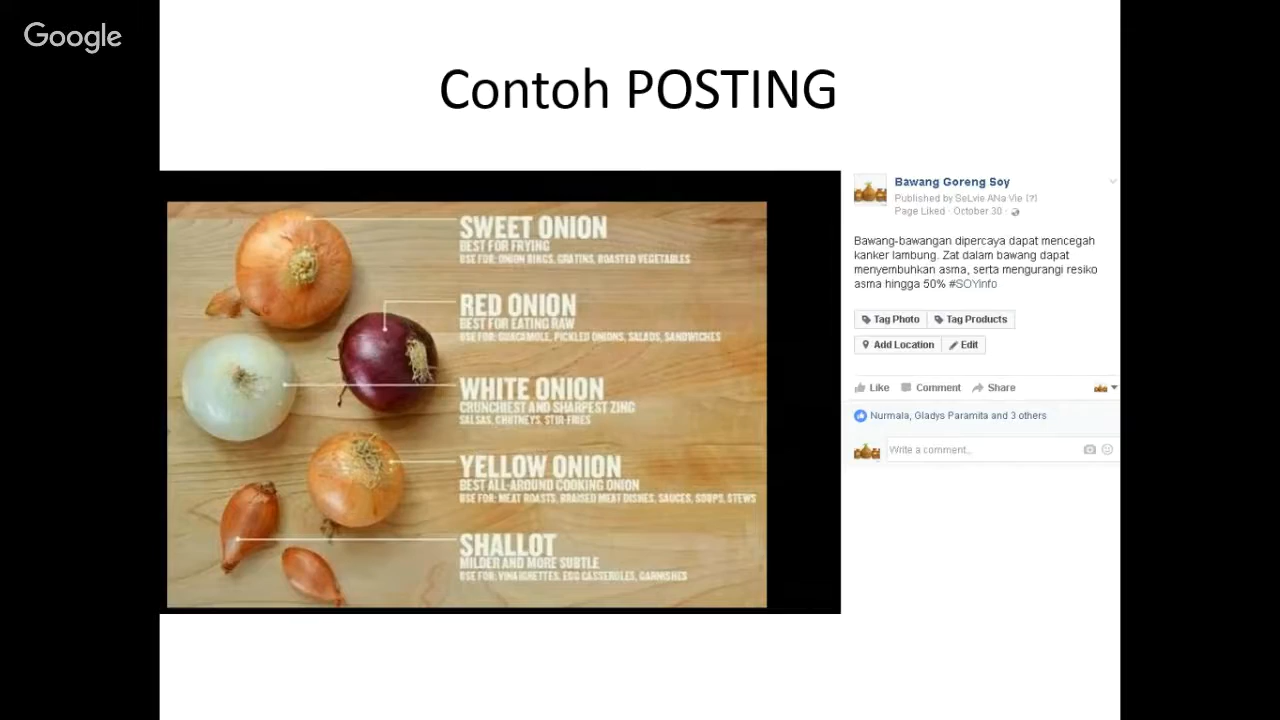 Google
Contoh POSTING
SWEET ONION
BEST FOR FRYING
USE FOR: ONION RINGS, GRATINS, ROASTED VEGETABLES
RED ONION
BEST FOR EATING RAW
USE FOR: GUACAMOLE, PICKLED ONIONS, SALADS, SANDWICHES
WHITE ONION
CRUNCHIEST AND SHARPEST ZING
SALSAS, CHUTNEYS, STIR-FRIES
YELLOW ONION
BEST ALL-AROUND COOKING ONION
USE FOR: MEAT ROASTS, BRAISED MEAT DISHES, SAUCES, SOUPS, STEWS
SHALLOT
MILDER AND MORE SUBTLE
USE FOR: VINAIGRETTES, EGG CASSEROLES, GARNISHES
Bawang Goreng Soy
Published by SeLvie ANa Vie [?]
Page Liked · October 30 ·
Bawang-bawangan dipercaya dapat mencegah
kanker lambung. Zat dalam bawang dapat
menyembuhkan asma, serta mengurangi resiko
asma hingga 50% #SOYInfo
Tag Photo Tag Products
Add Location Edit
Like Comment Share
Nurmala, Gladys Paramita and 3 others
Write a comment...